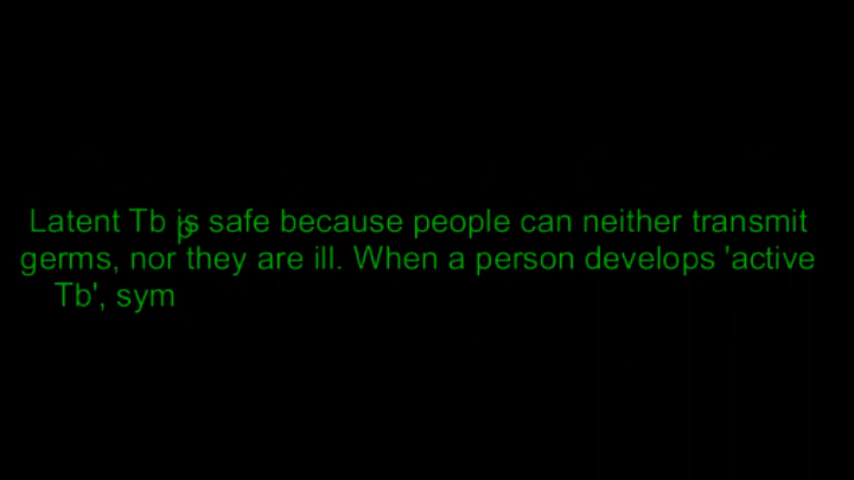 Latent Tb is safe because people can neither transmit
germs, nor they are ill. When a person develops 'active
Tb', sym